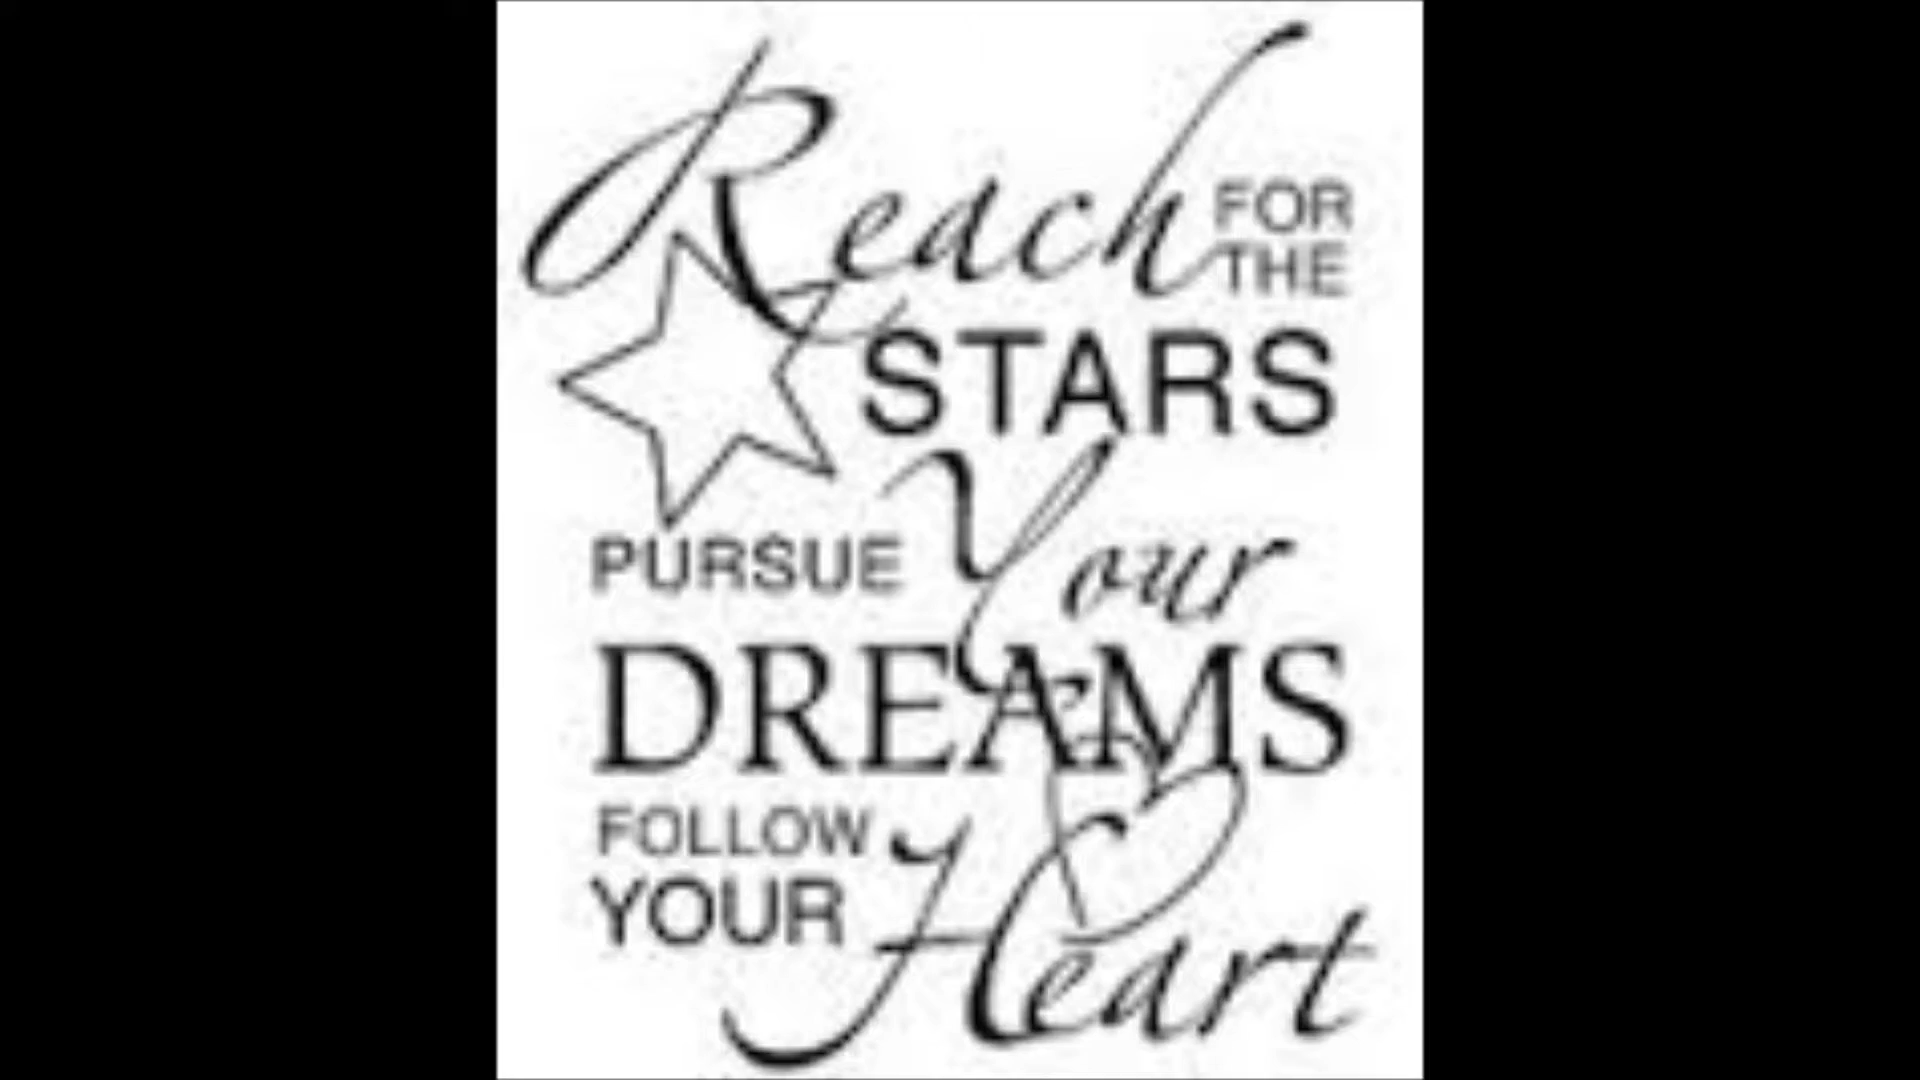 Reach FOR
THE
STARS
PURSUE Your
DREAMS
FOLLOW
YOUR Heart